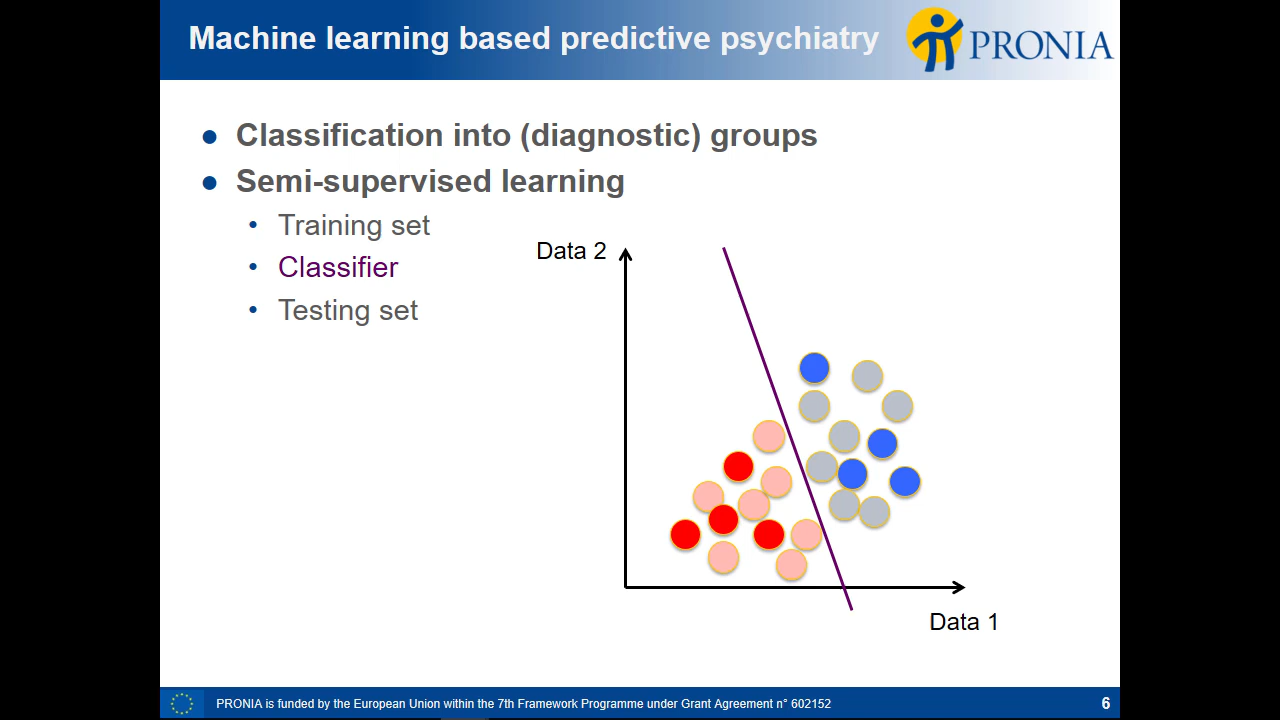 Machine learning based predictive psychiatry
PRONIA
● Classification into (diagnostic) groups
● Semi-supervised learning
• Training set
• Classifier
• Testing set
Data 2
Data 1
PRONIA is funded by the European Union within the 7th Framework Programme under Grant Agreement n° 602152
6